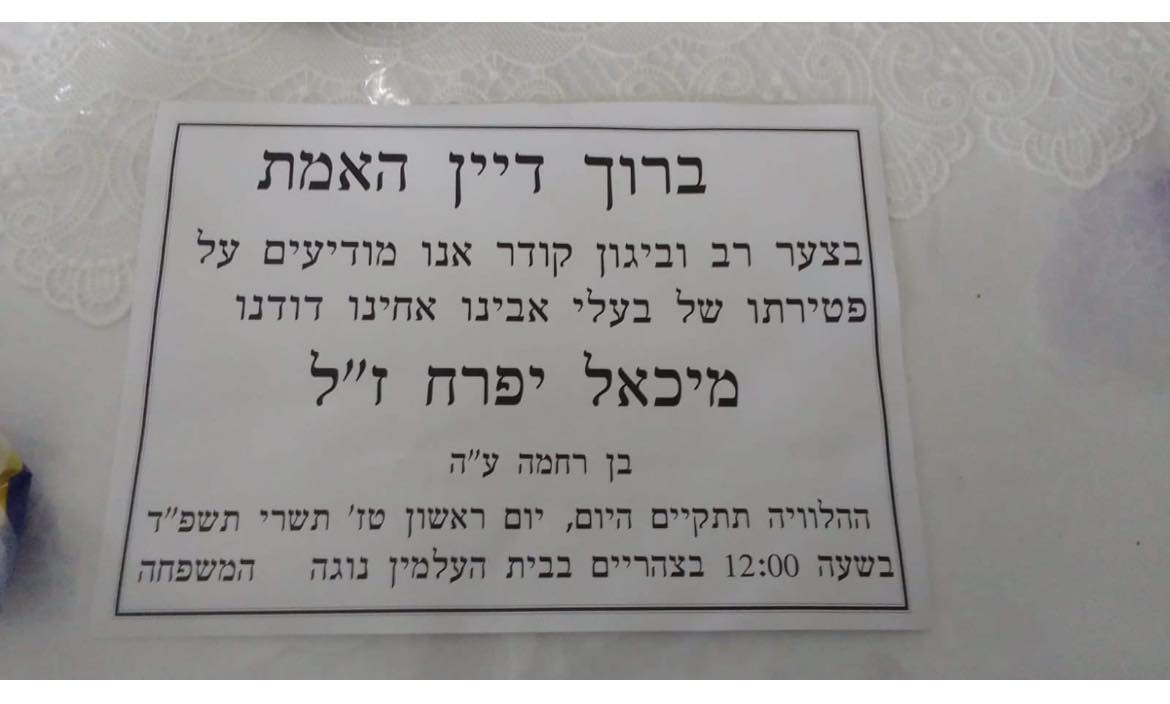 ברוך דיין האמת
בצער רב וביגון קודר אנו מודיעים על
פטירתו של בעלי אבינו אחינו דודנו
מיכאל יפרח ז"ל
בן רחמה ע"ה
ההלוויה תתקיים היום, יום ראשון טז' תשרי תשפ"ד
בשעה 12:00 בצהריים בבית העלמין נוגה המשפחה